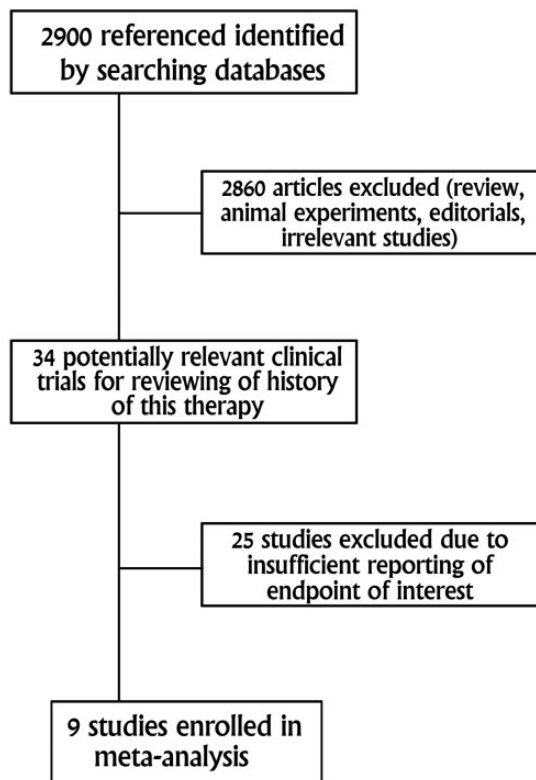 2900 referenced identified
by searching databases
2860 articles excluded (review,
animal experiments, editorials,
irrelevant studies)
34 potentially relevant clinical
trials for reviewing of history
of this therapy
25 studies excluded due to
insufficient reporting of
endpoint of interest
9 studies enrolled in
meta-analysis